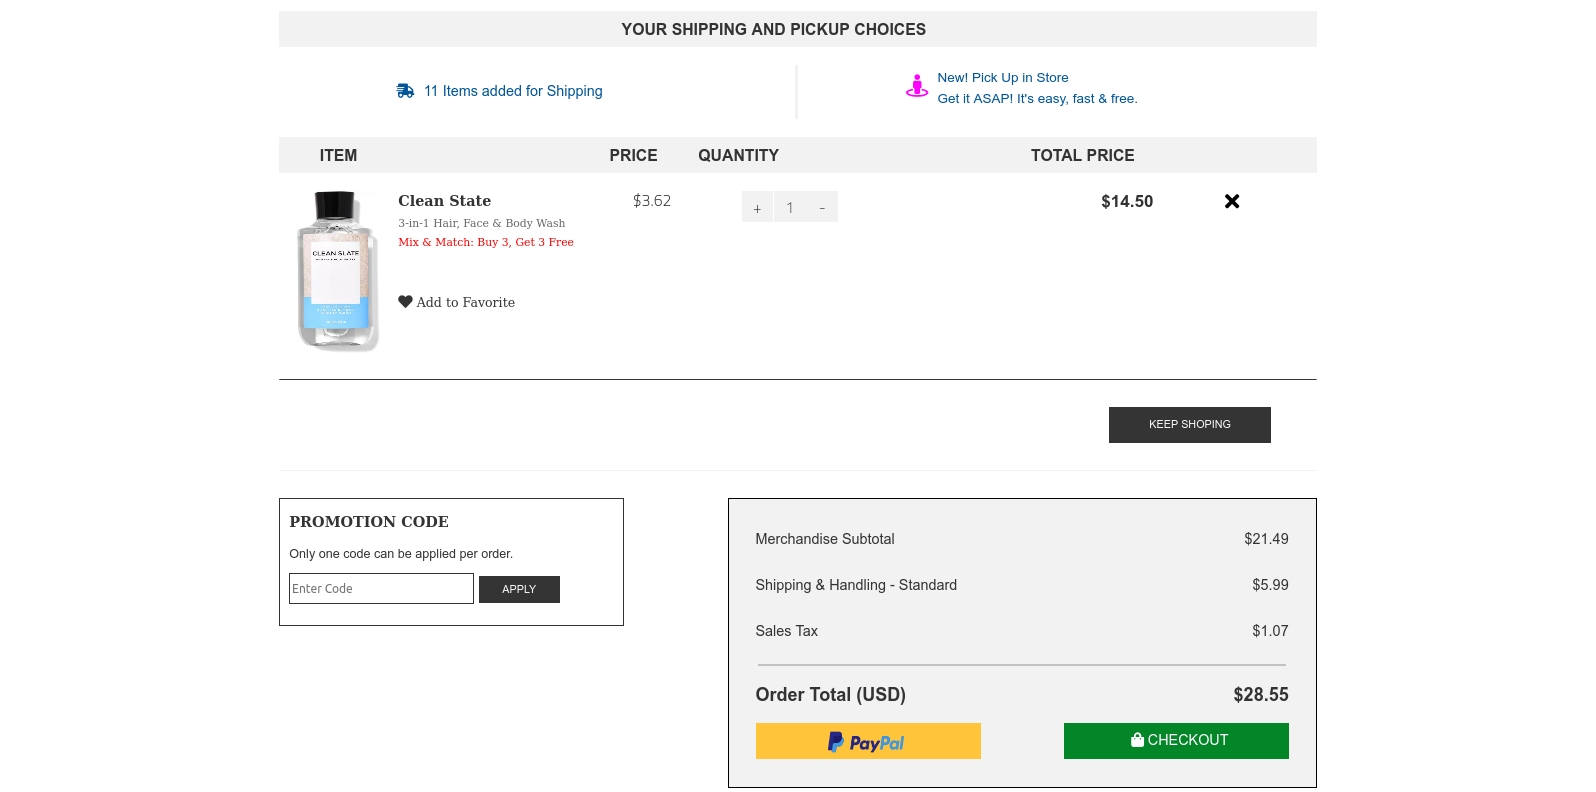 YOUR SHIPPING AND PICKUP CHOICES
11 Items added for Shipping
New! Pick Up in Store
Get it ASAP! It's easy, fast & free.
ITEM PRICE QUANTITY TOTAL PRICE
Clean State $3.62 + 1 - $14.50
3-in-1 Hair, Face & Body Wash
Mix & Match: Buy 3, Get 3 Free
CLEAN SLATE
Add to Favorite
KEEP SHOPING
PROMOTION CODE
Only one code can be applied per order.
Enter Code APPLY
Merchandise Subtotal $21.49
Shipping & Handling - Standard $5.99
Sales Tax $1.07
Order Total (USD) $28.55
PayPal CHECKOUT